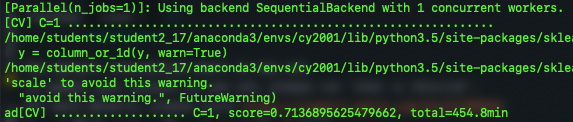 [Parallel(n_jobs=1)]: Using backend SequentialBackend with 1 concurrent workers.
[CV] C=1 .............................................................
/home/students/student2_17/anaconda3/envs/cy2001/lib/python3.5/site-packages/sklea
  y = column_or_1d(y, warn=True)
/home/students/student2_17/anaconda3/envs/cy2001/lib/python3.5/site-packages/sklea
'scale' to avoid this warning.
  "avoid this warning.", FutureWarning)
ad[CV] ................... C=1, score=0.7136895625479662, total=454.8min